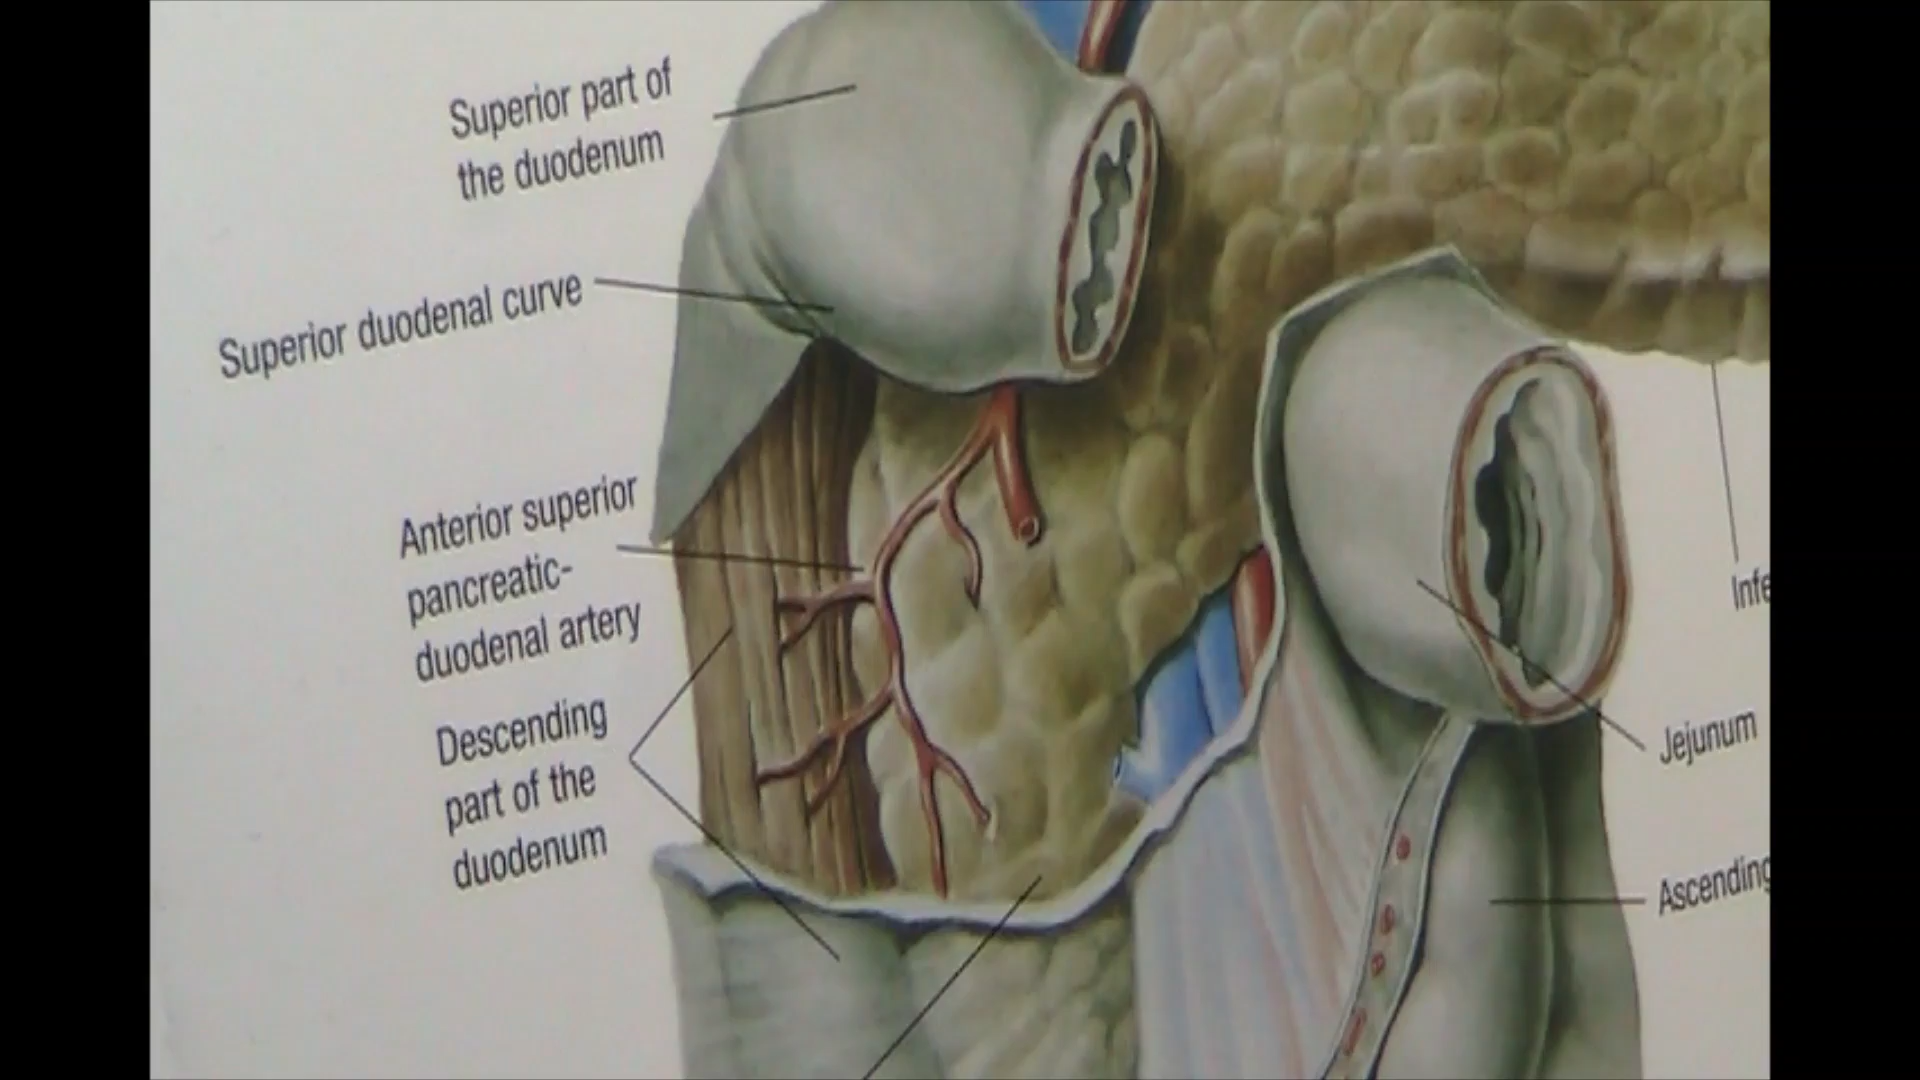 Superior part of
the duodenum
Superior duodenal curve
Anterior superior
pancreatic-
duodenal artery
Descending
part of the
duodenum
Infe
Jejunum
Ascending